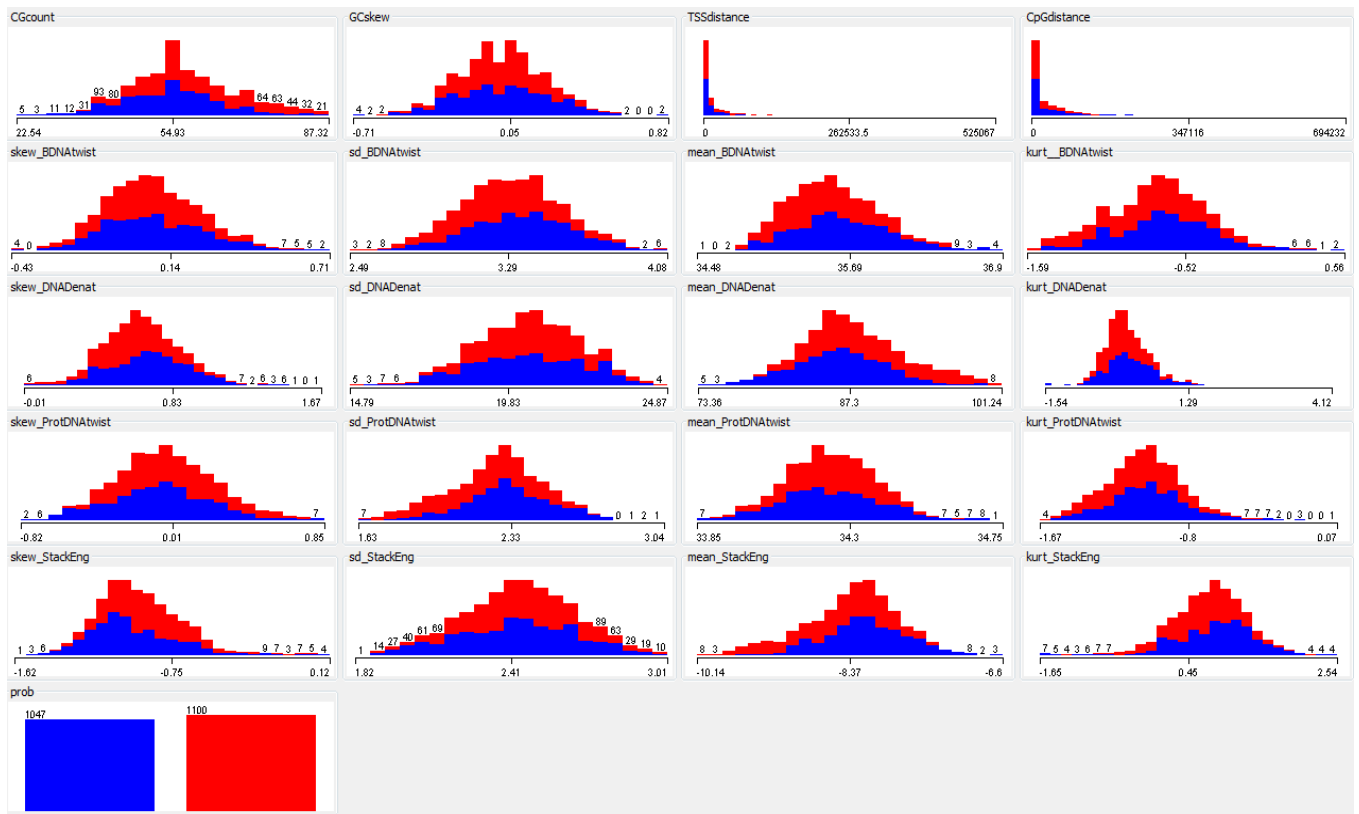 CGcount GCskew TSSdistance CpGdistance
5 3 11 12 31 93 80 64 63 44 32 21 4 2 2 2 0 0 2
22.54 54.93 87.32 -0.71 0.05 0.82 0 262533.5 525067 0 347116 694232
skew_BDNAtwist sd_BDNAtwist mean_BDNAtwist kurt__BDNAtwist
4 0 7 5 5 2 3 2 8 2 6 1 0 2 9 3 4 6 6 1 2
-0.43 0.14 0.71 2.49 3.29 4.08 34.48 35.69 36.9 -1.59 -0.52 0.56
skew_DNADenat sd_DNADenat mean_DNADenat kurt_DNADenat
6 7 2 6 3 6 1 0 1 5 3 7 6 4 5 3 8
-0.01 0.83 1.67 14.79 19.83 24.87 73.36 87.3 101.24 -1.54 1.29 4.12
skew_ProtDNAtwist sd_ProtDNAtwist mean_ProtDNAtwist kurt_ProtDNAtwist
2 6 7 7 0 1 2 1 7 7 5 7 8 1 4 7 7 7 2 0 3 0 0 1
-0.82 0.01 0.85 1.63 2.33 3.04 33.85 34.3 34.75 -1.67 -0.8 0.07
skew_StackEng sd_StackEng mean_StackEng kurt_StackEng
1 3 6 9 7 3 7 5 4 1 14 27 40 61 69 89 63 29 19 10 8 3 8 2 3 7 5 4 3 6 7 7 4 4 4
-1.62 -0.75 0.12 1.82 2.41 3.01 -10.14 -8.37 -6.6 -1.65 0.45 2.54
prob
1047 1100